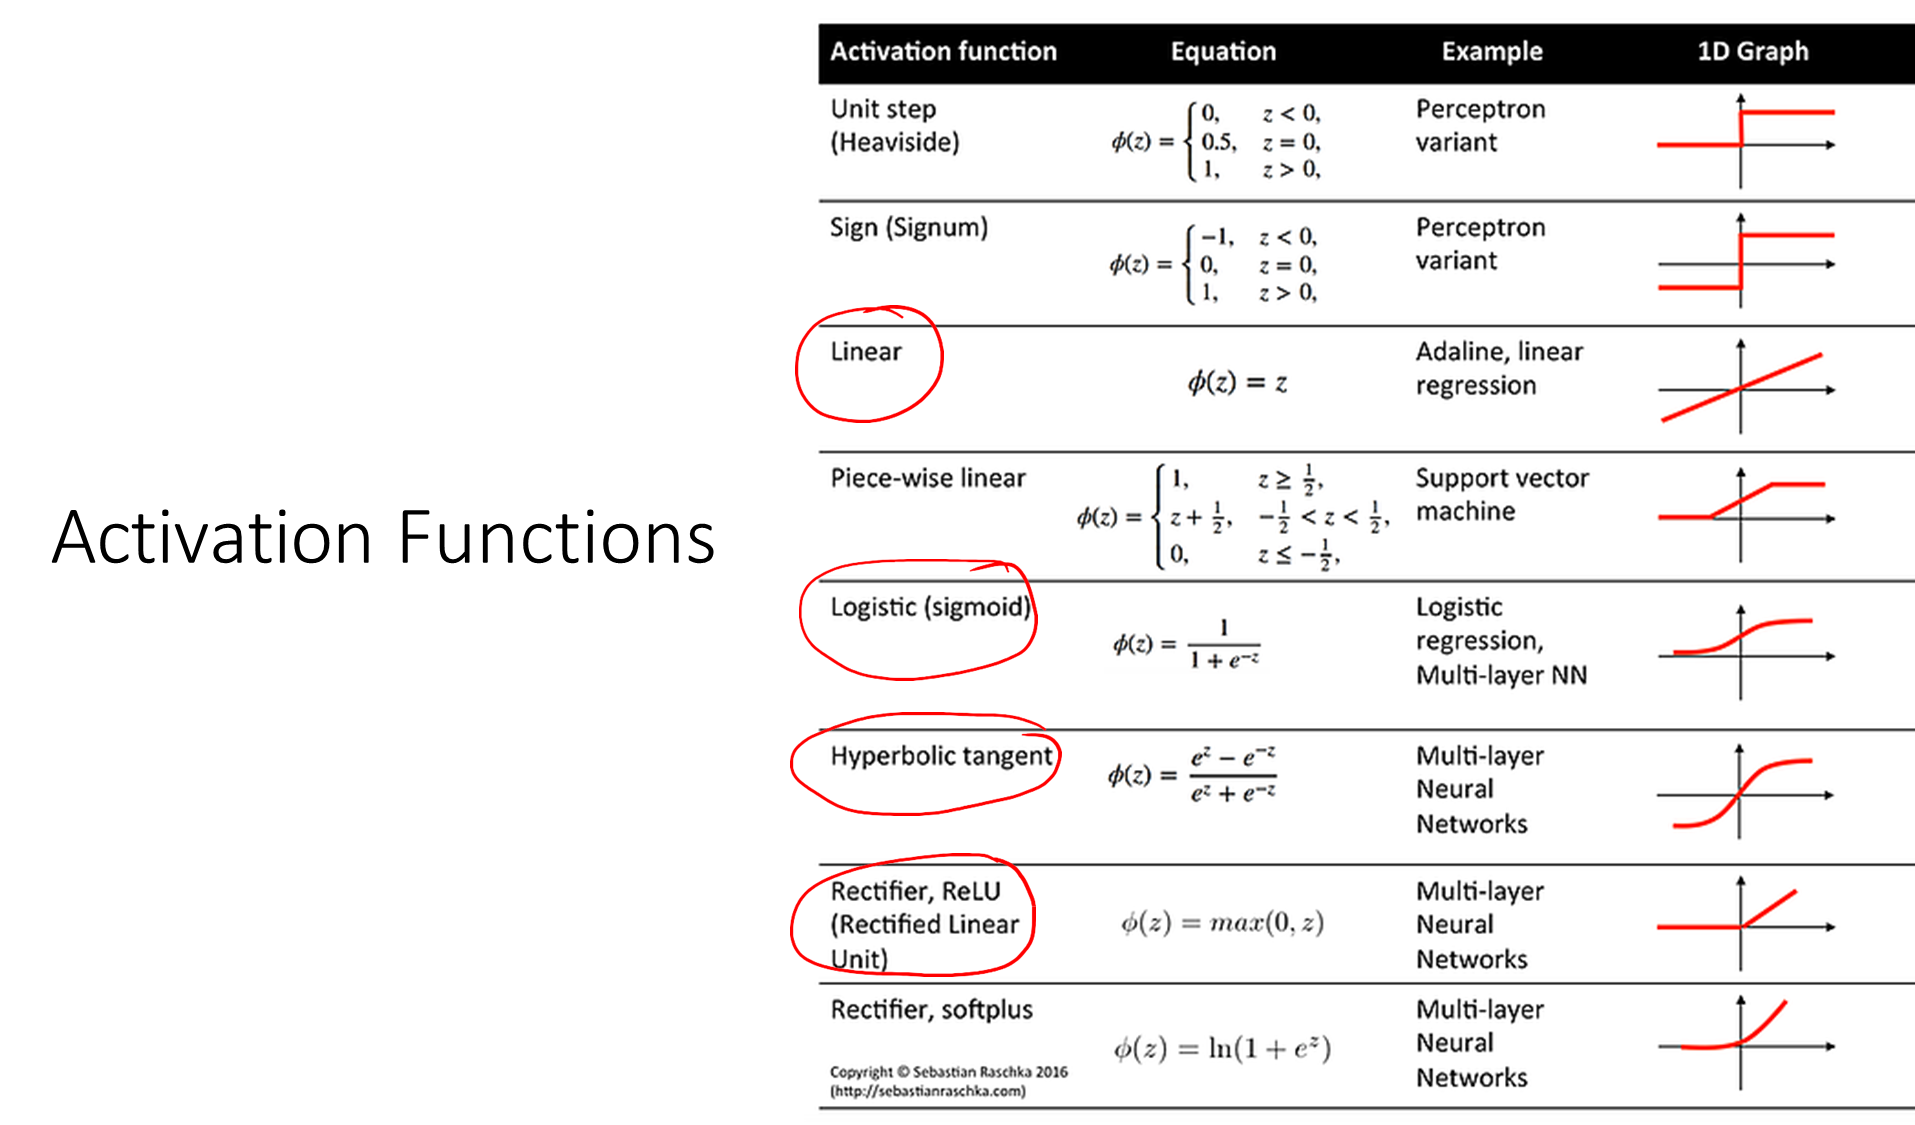 Activation Functions
Activation function Equation Example 1D Graph
Unit step
(Heaviside)
ϕ(z) = { 0, z < 0,
0.5, z = 0,
1, z > 0,
Perceptron
variant
Sign (Signum)
ϕ(z) = { −1, z < 0,
0, z = 0,
1, z > 0,
Perceptron
variant
Linear
ϕ(z) = z
Adaline, linear
regression
Piece-wise linear
ϕ(z) = { 1, z ≥ 1/2,
z + 1/2, −1/2 < z < 1/2,
0, z ≤ −1/2,
Support vector
machine
Logistic (sigmoid)
ϕ(z) = 1 / (1 + e^−z)
Logistic
regression,
Multi-layer NN
Hyperbolic tangent
ϕ(z) = (e^z − e^−z) / (e^z + e^−z)
Multi-layer
Neural
Networks
Rectifier, ReLU
(Rectified Linear
Unit)
ϕ(z) = max(0, z)
Multi-layer
Neural
Networks
Rectifier, softplus
ϕ(z) = ln(1 + e^z)
Multi-layer
Neural
Networks
Copyright © Sebastian Raschka 2016
(http://sebastianraschka.com)